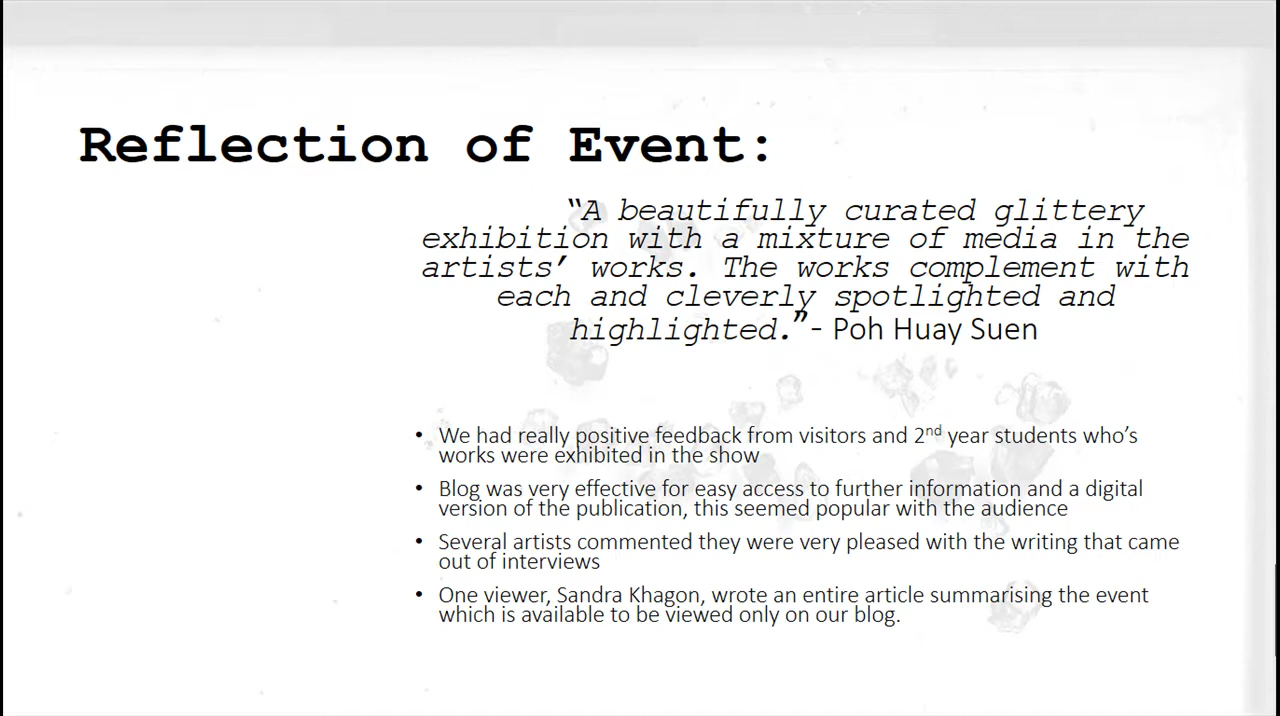 Reflection of Event:
“A beautifully curated glittery
exhibition with a mixture of media in the
artists’ works. The works complement with
each and cleverly spotlighted and
highlighted.”- Poh Huay Suen
• We had really positive feedback from visitors and 2nd year students who’s
works were exhibited in the show
• Blog was very effective for easy access to further information and a digital
version of the publication, this seemed popular with the audience
• Several artists commented they were very pleased with the writing that came
out of interviews
• One viewer, Sandra Khagon, wrote an entire article summarising the event
which is available to be viewed only on our blog.